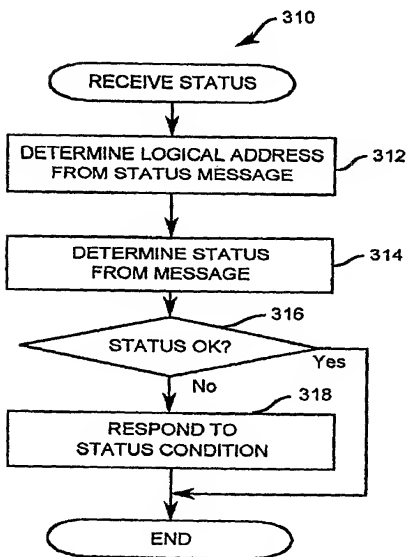 310
RECEIVE STATUS
DETERMINE LOGICAL ADDRESS
FROM STATUS MESSAGE
312
DETERMINE STATUS
FROM MESSAGE
314
316
STATUS OK?
Yes
No
318
RESPOND TO
STATUS CONDITION
END